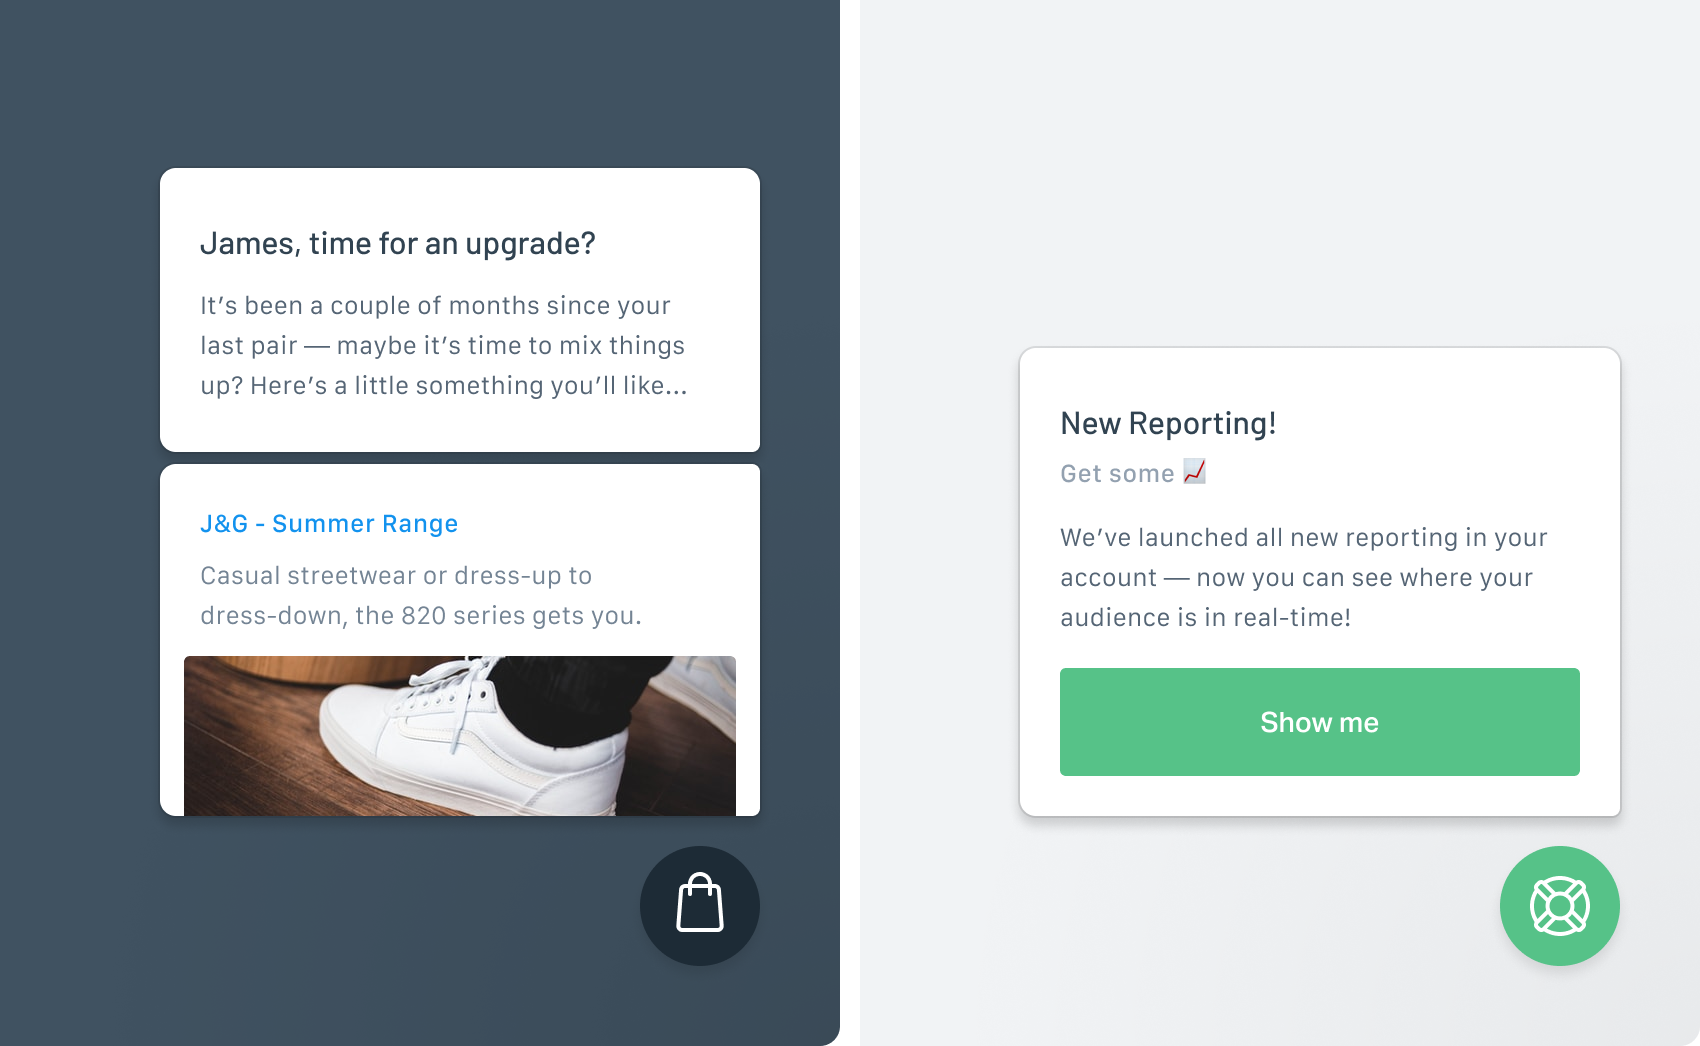 James, time for an upgrade?
It’s been a couple of months since your
last pair — maybe it’s time to mix things
up? Here’s a little something you’ll like...
J&G - Summer Range
Casual streetwear or dress-up to
dress-down, the 820 series gets you.
New Reporting!
Get some 📈
We’ve launched all new reporting in your
account — now you can see where your
audience is in real-time!
Show me